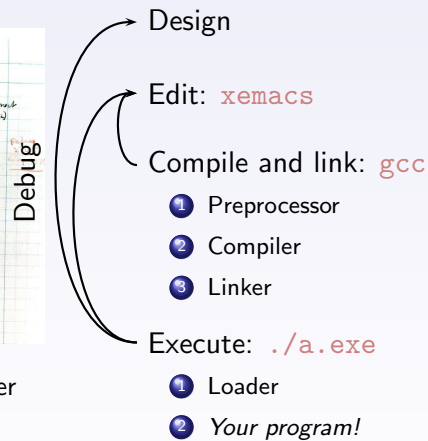 Design
Edit: xemacs
Debug
Compile and link: gcc
1 Preprocessor
2 Compiler
3 Linker
Execute: ./a.exe
er
1 Loader
2 Your program!